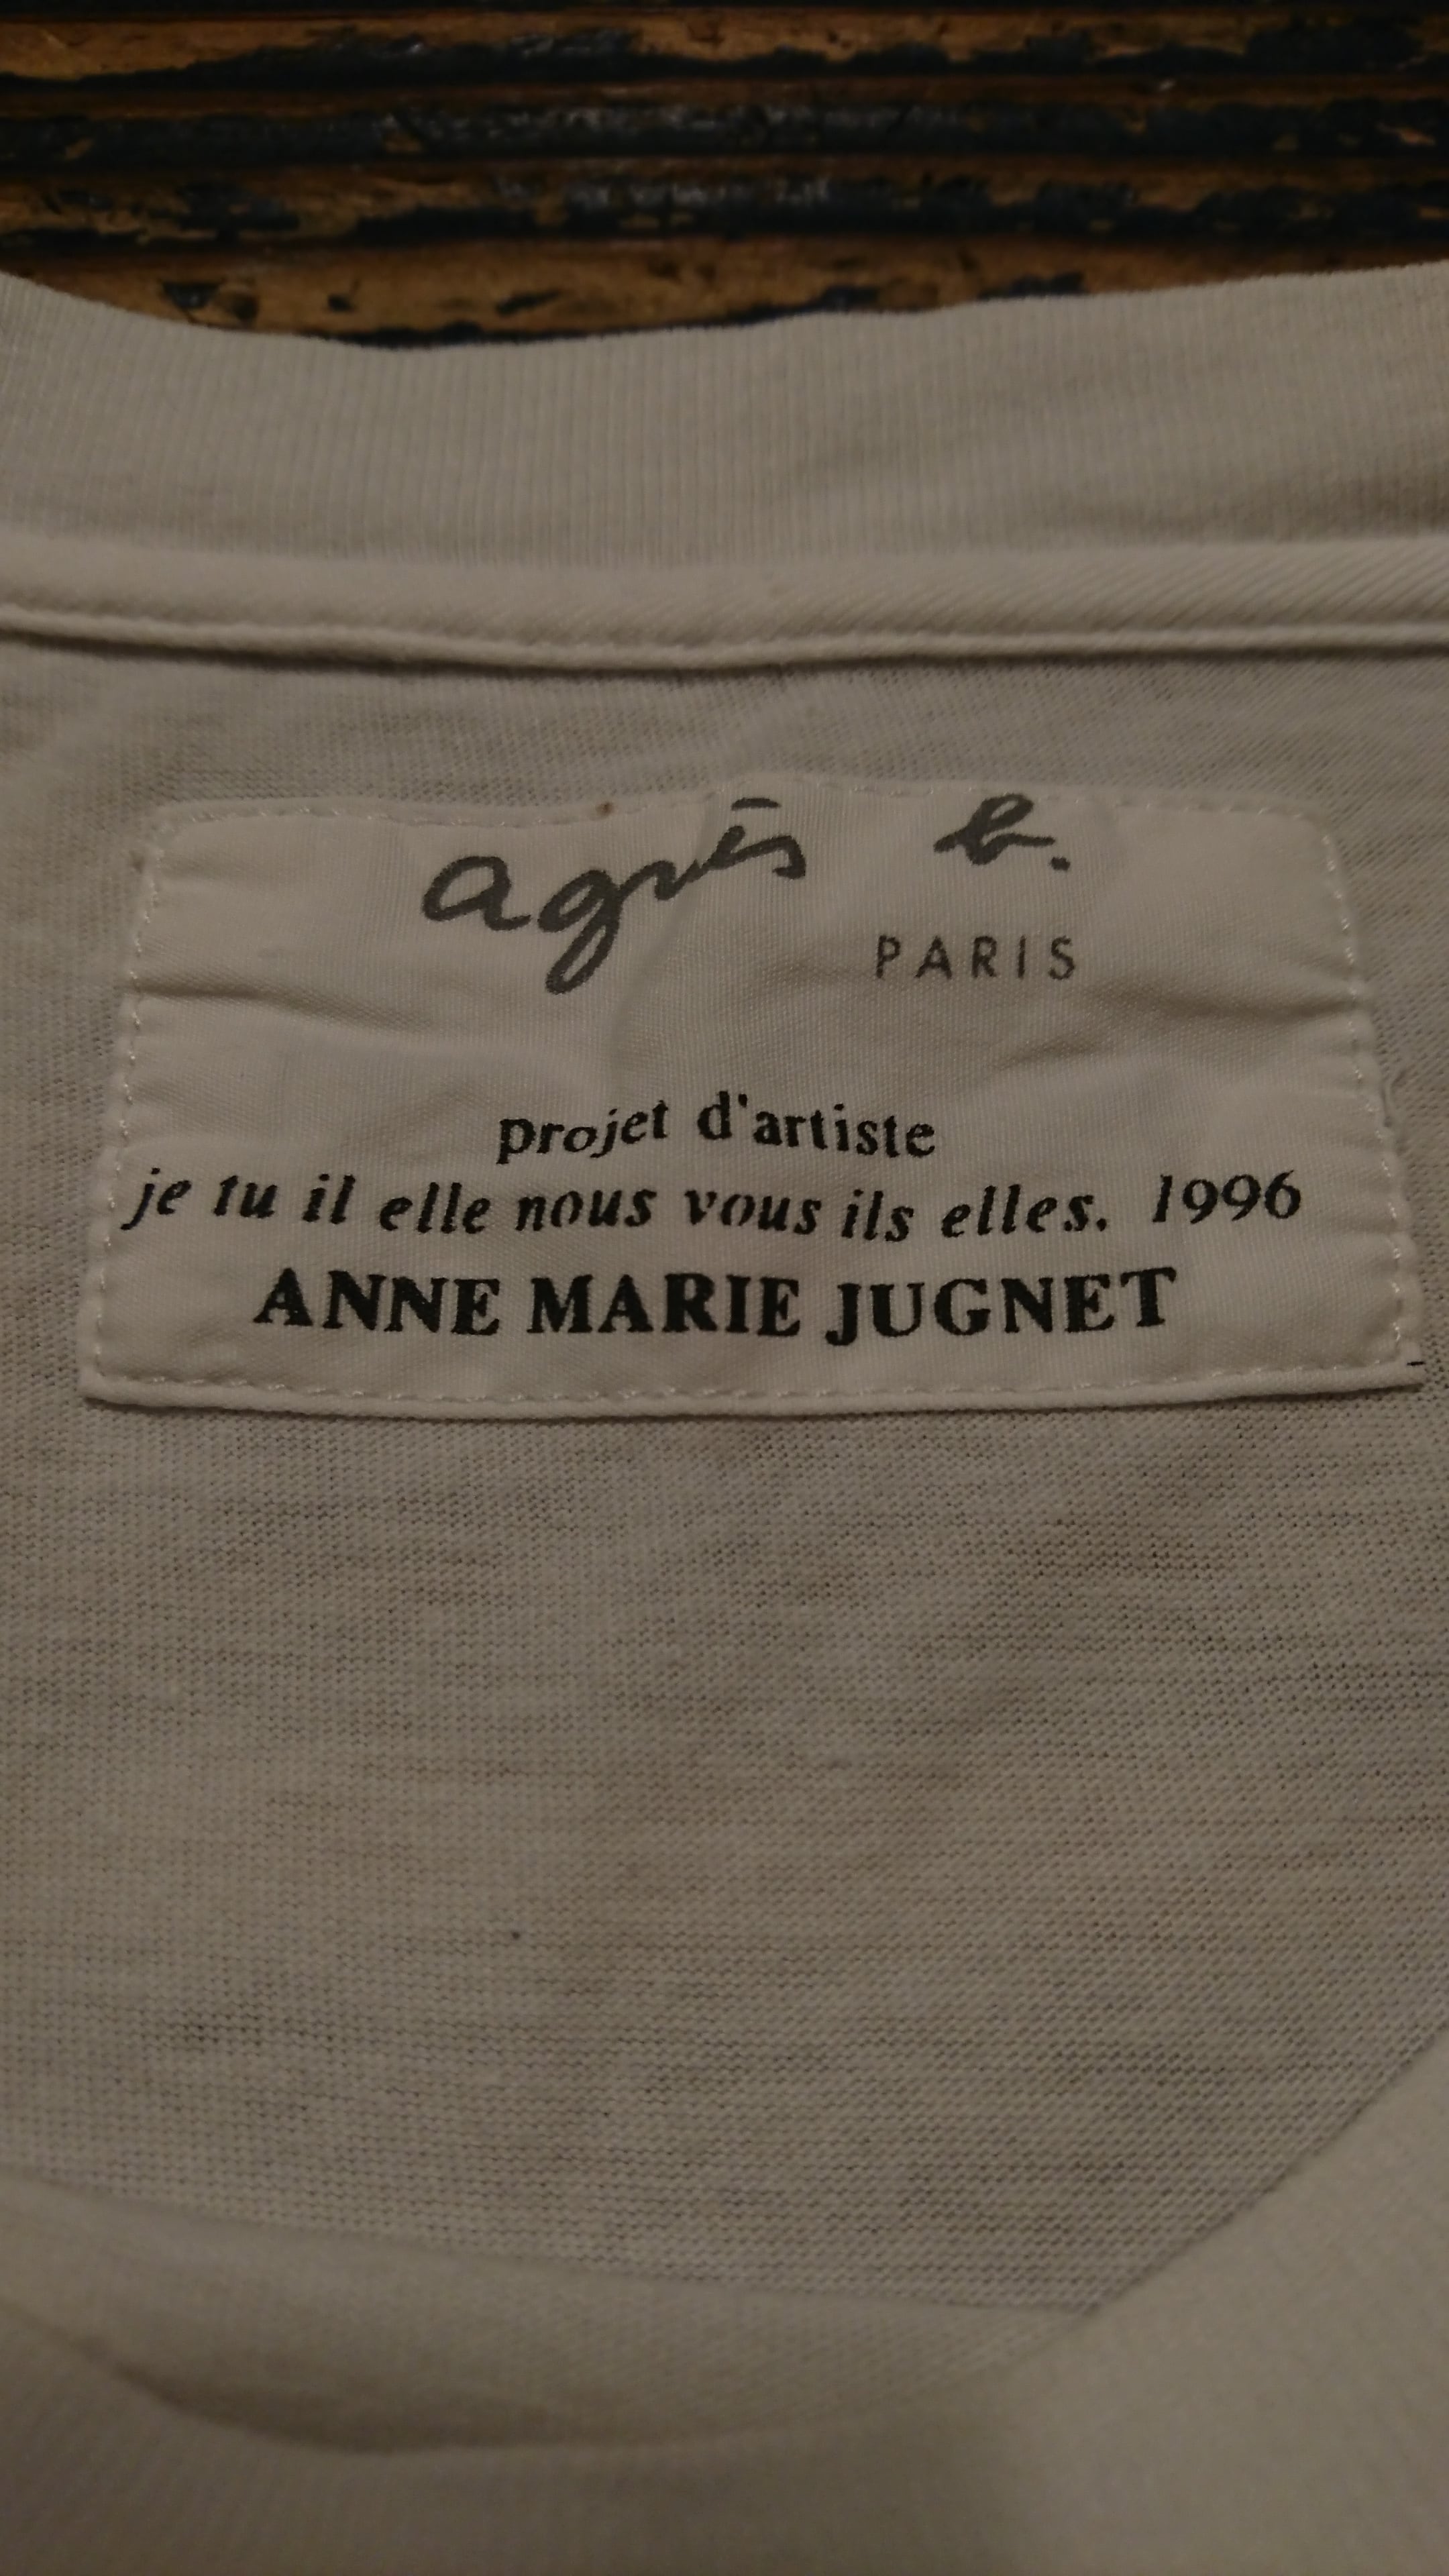 agnès b.
PARIS
projet d'artiste
je tu il elle nous vous ils elles. 1996
ANNE MARIE JUGNET